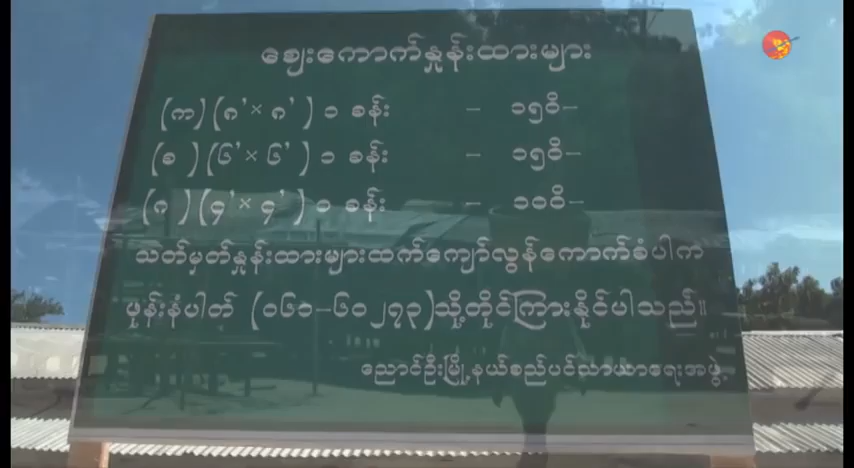 ဈေးကောက်နှုန်းထားများ
(က) (၈'× ၈' ) ၁ ခန်း - ၁၅၀ိ-
(ခ ) (၆'× ၆' ) ၁ ခန်း - ၁၅၀ိ-
(ဂ ) (၄'× ၄' ) ၁ ခန်း - ၁၀၀ိ-
သတ်မှတ်နှုန်းထားများထက်ကျော်လွန်ကောက်ခံပါက
ဖုန်းနံပါတ် (၀၆၁-၆၀၂၇၃)သို့တိုင်ကြားနိုင်ပါသည်။
ညောင်ဦးမြို့နယ်စည်ပင်သာယာရေးအဖွဲ့